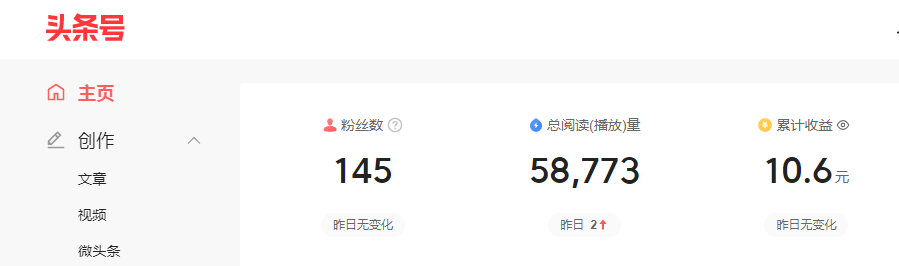 头条号
主页
创作
文章
视频
微头条
粉丝数 ?
145
昨日无变化
总阅读(播放)量
58,773
昨日 2↑
累计收益
10.6元
昨日无变化